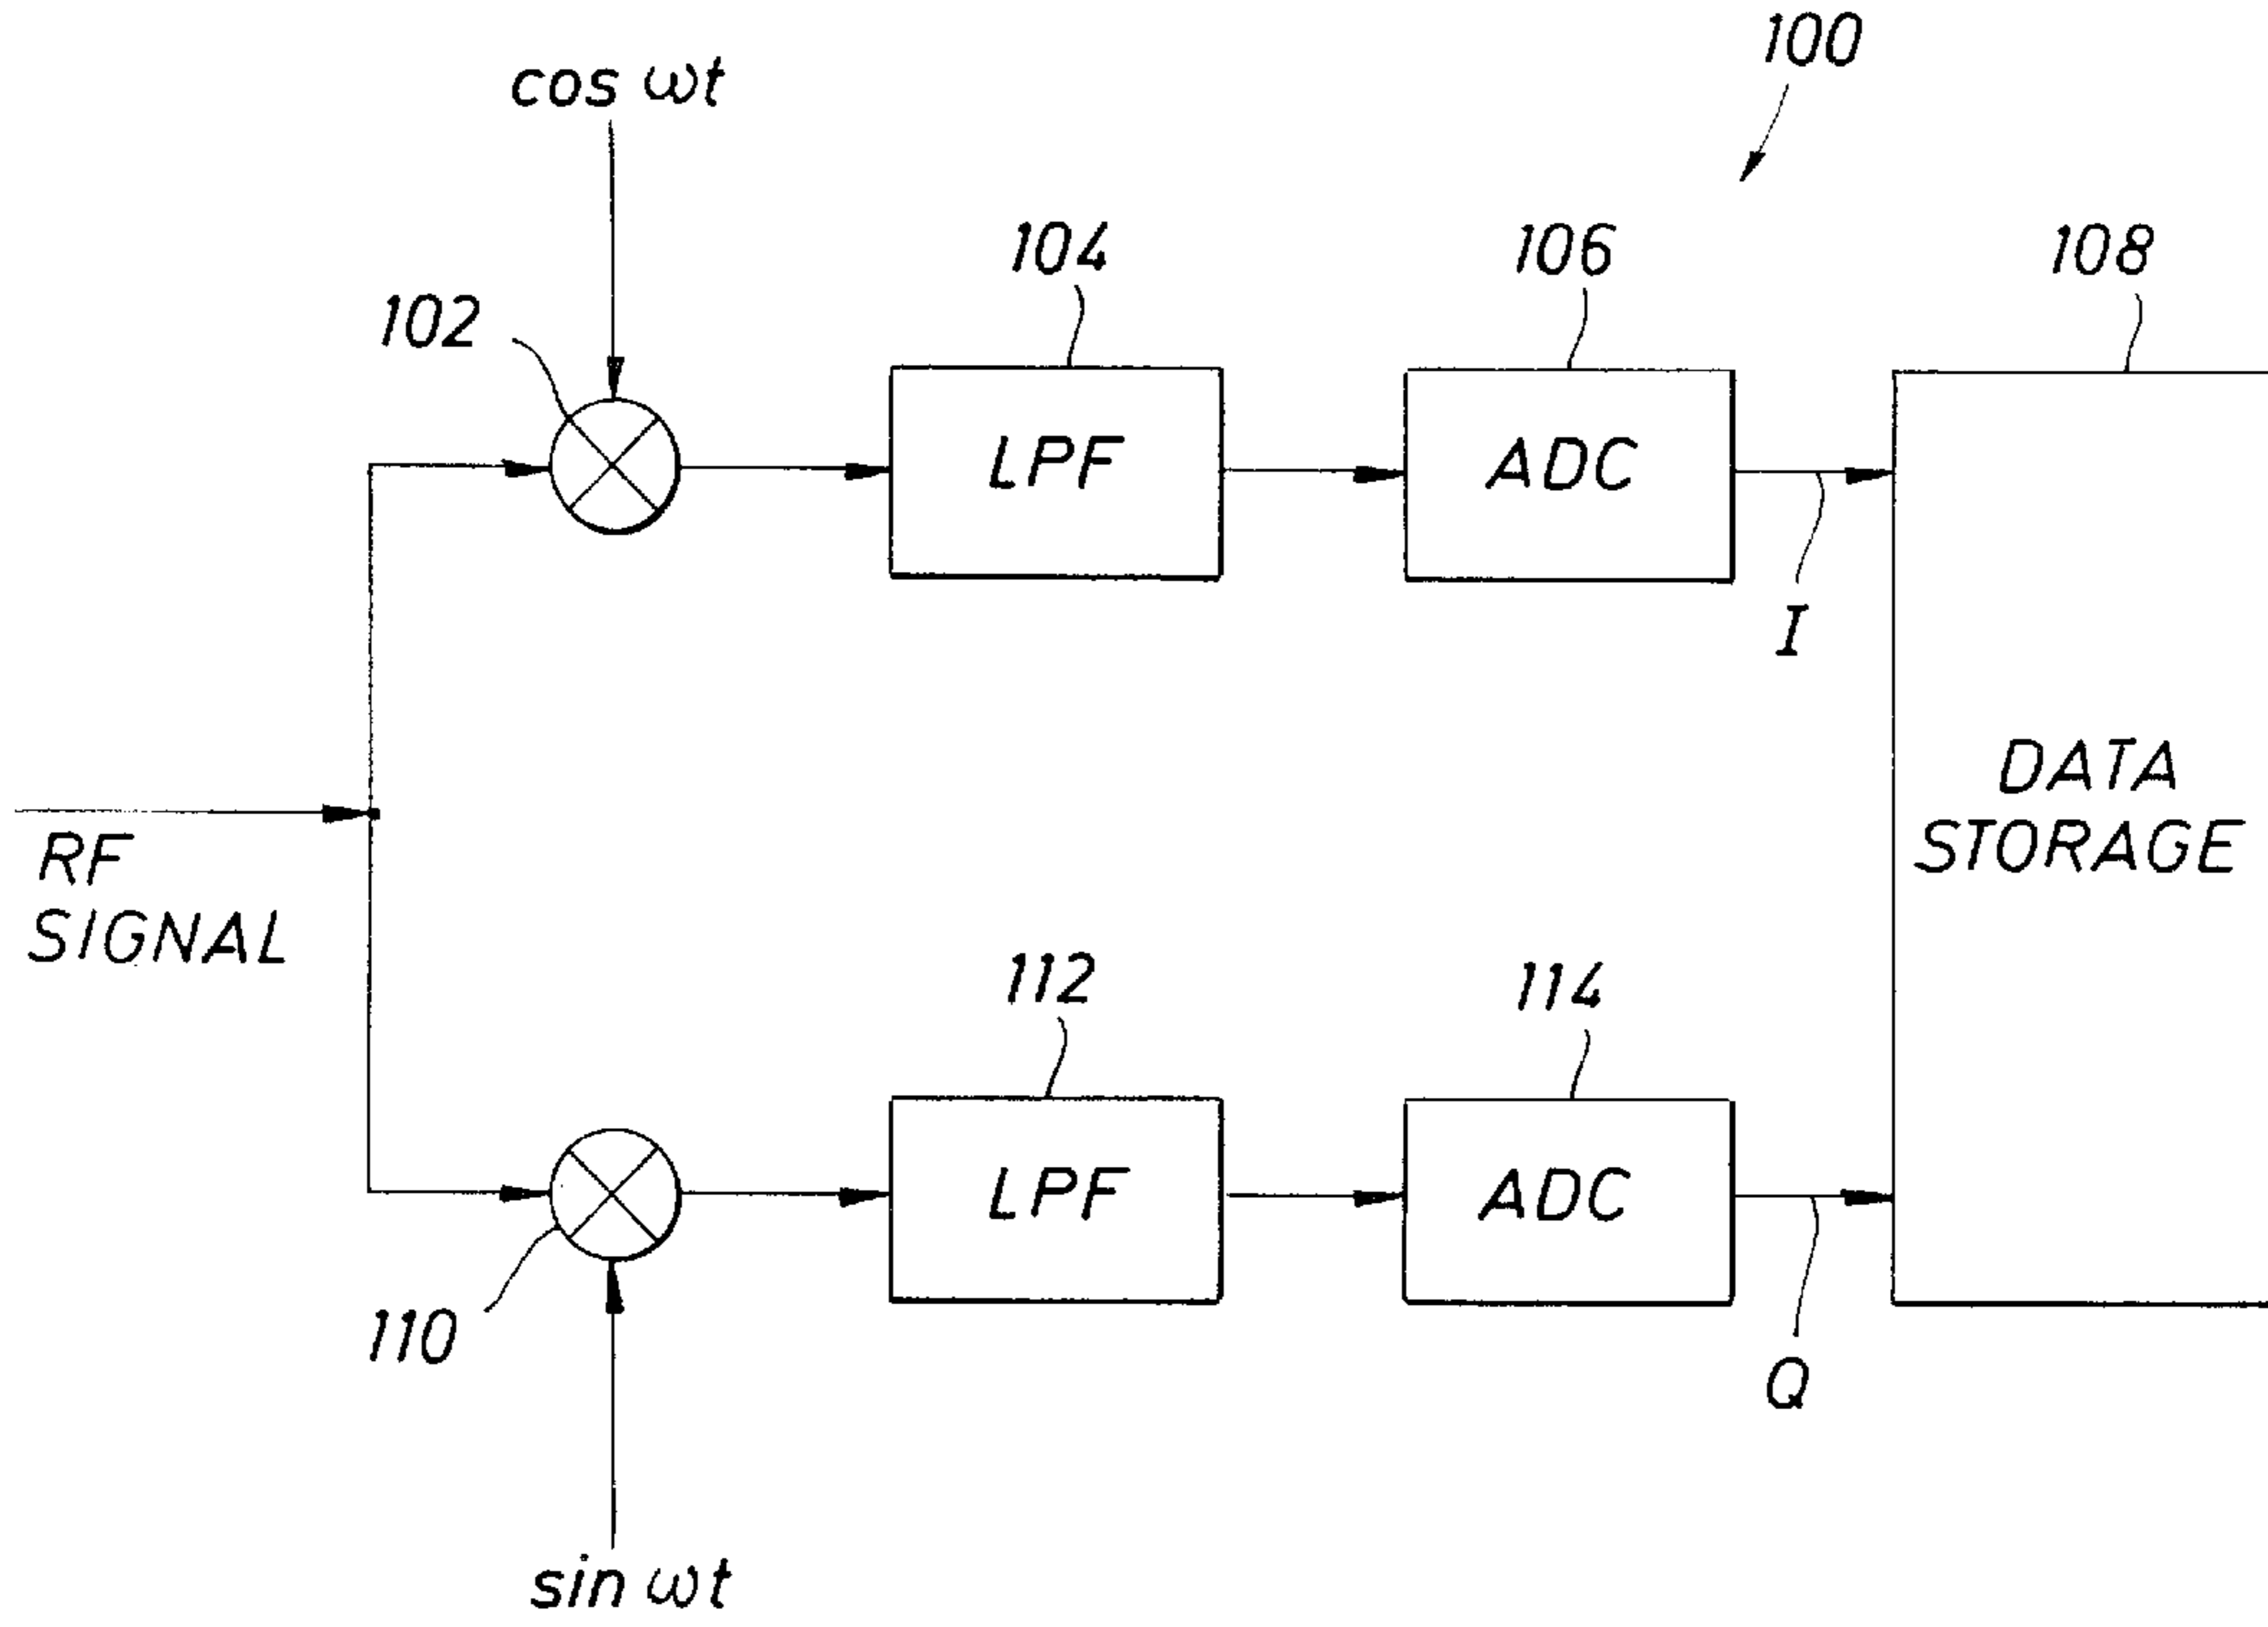 100
cos ωt
104
106
108
102
LPF
ADC
I
DATA
STORAGE
RF
SIGNAL
112
114
LPF
ADC
110
Q
sin ωt